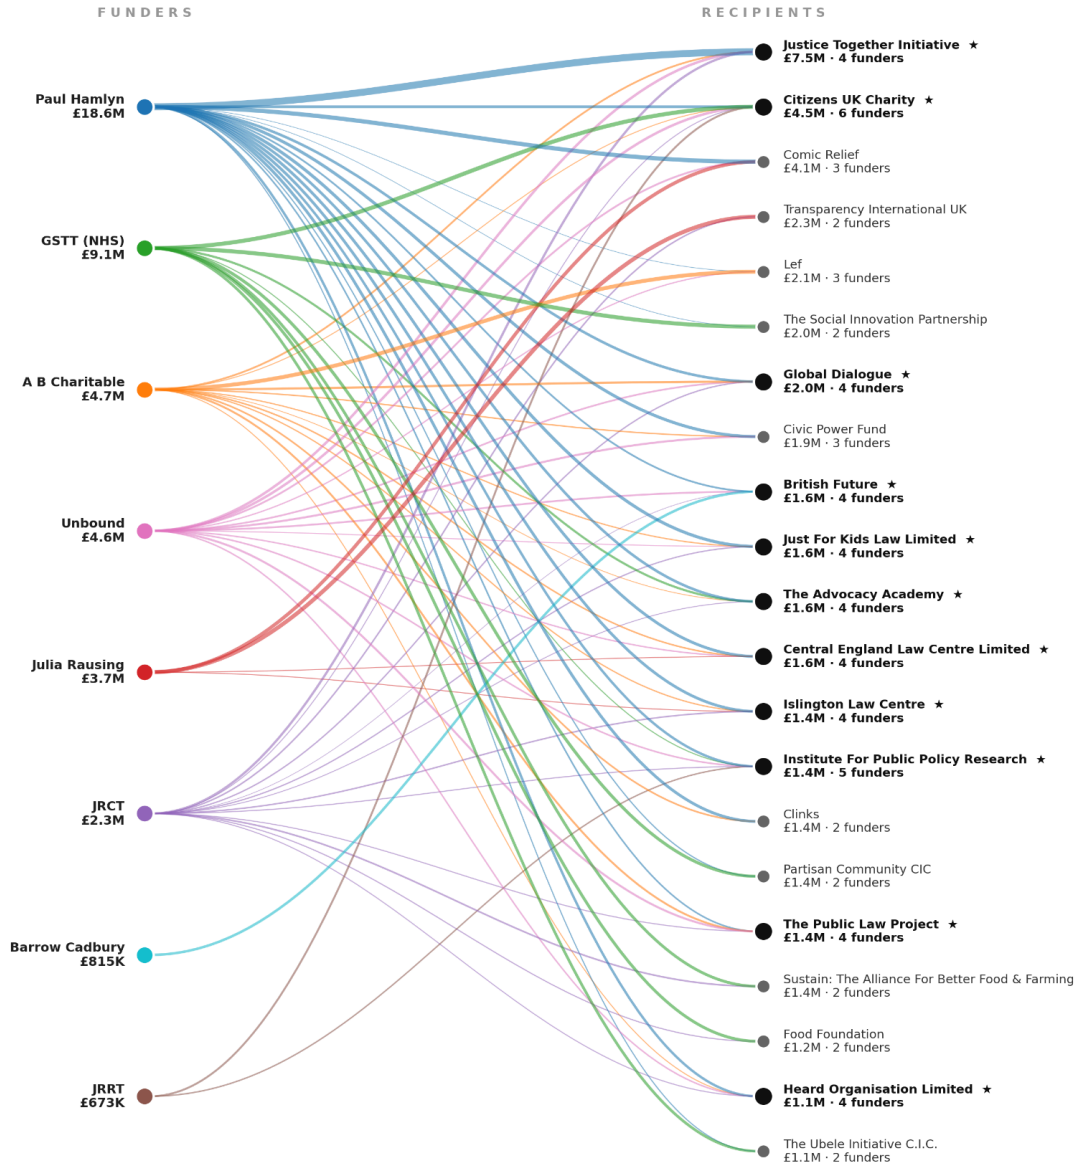 FUNDERS
RECIPIENTS
Paul Hamlyn
£18.6M
GSTT (NHS)
£9.1M
A B Charitable
£4.7M
Unbound
£4.6M
Julia Rausing
£3.7M
JRCT
£2.3M
Barrow Cadbury
£815K
JRRT
£673K
Justice Together Initiative ★
£7.5M · 4 funders
Citizens UK Charity ★
£4.5M · 6 funders
Comic Relief
£4.1M · 3 funders
Transparency International UK
£2.3M · 2 funders
Lef
£2.1M · 3 funders
The Social Innovation Partnership
£2.0M · 2 funders
Global Dialogue ★
£2.0M · 4 funders
Civic Power Fund
£1.9M · 3 funders
British Future ★
£1.6M · 4 funders
Just For Kids Law Limited ★
£1.6M · 4 funders
The Advocacy Academy ★
£1.6M · 4 funders
Central England Law Centre Limited ★
£1.6M · 4 funders
Islington Law Centre ★
£1.4M · 4 funders
Institute For Public Policy Research ★
£1.4M · 5 funders
Clinks
£1.4M · 2 funders
Partisan Community CIC
£1.4M · 2 funders
The Public Law Project ★
£1.4M · 4 funders
Sustain: The Alliance For Better Food & Farming
£1.4M · 2 funders
Food Foundation
£1.2M · 2 funders
Heard Organisation Limited ★
£1.1M · 4 funders
The Ubele Initiative C.I.C.
£1.1M · 2 funders